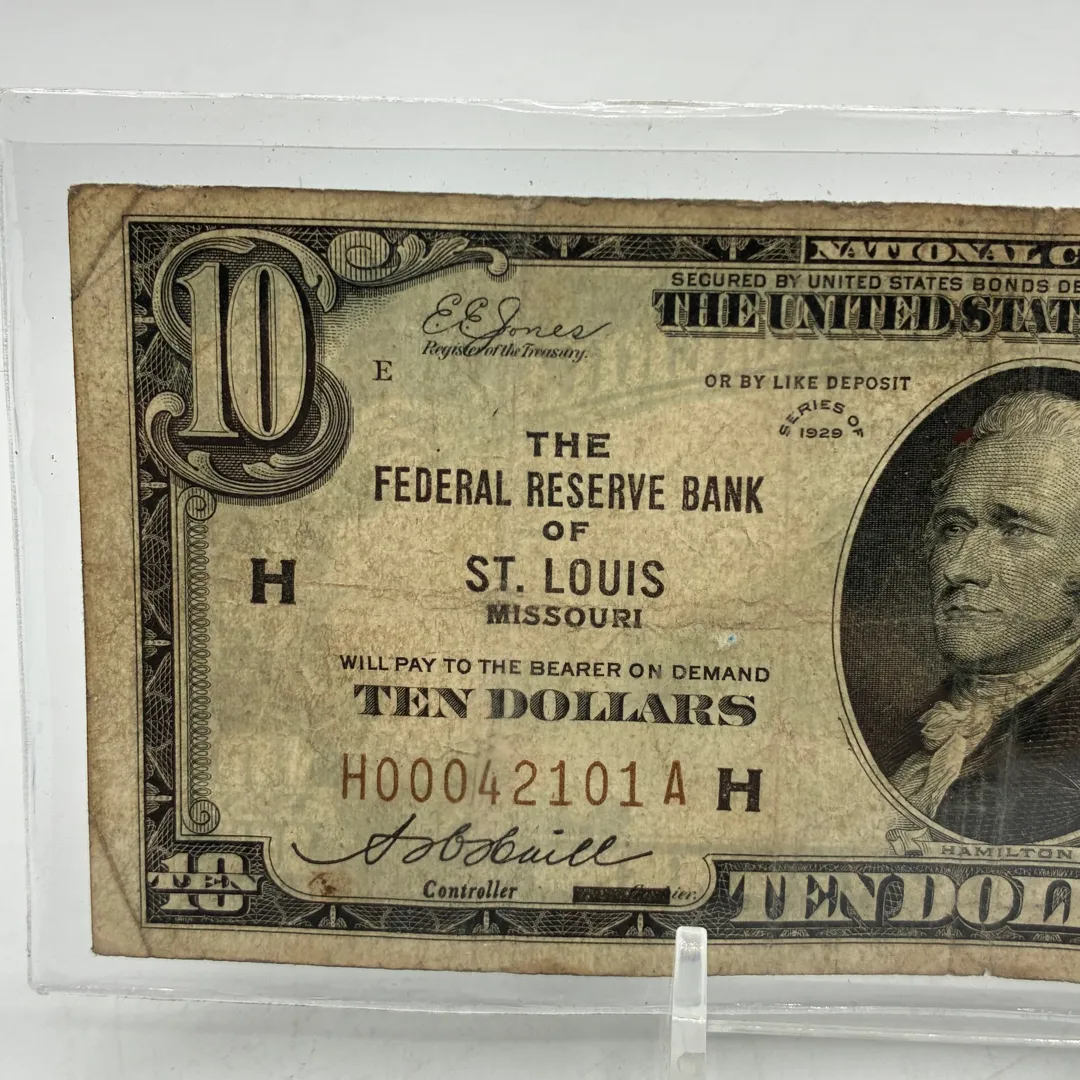 NATIONAL C
SECURED BY UNITED STATES BONDS DE
THE UNITED STAT
10
E.E. Jones
Register of the Treasury.
E
OR BY LIKE DEPOSIT
SERIES OF
1929
THE
FEDERAL RESERVE BANK
OF
ST. LOUIS
MISSOURI
H
WILL PAY TO THE BEARER ON DEMAND
TEN DOLLARS
H00042101A
H
Controller
HAMILTON
10
TEN
TEN DOL